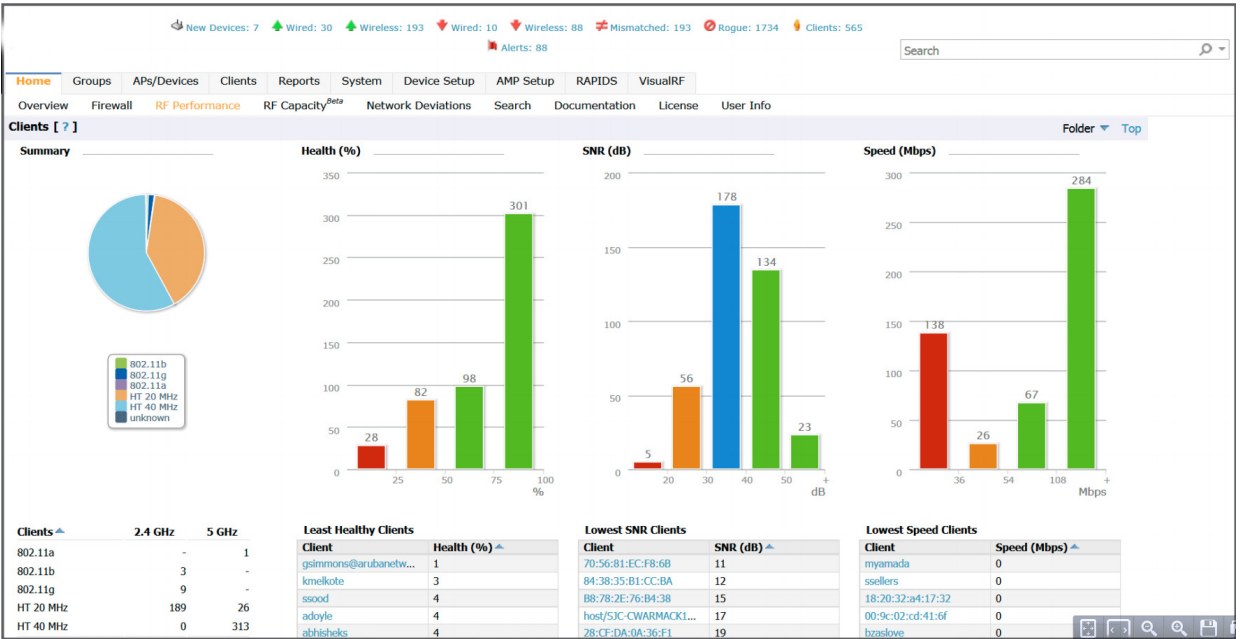 New Devices: 7 Wired: 30 Wireless: 193 Wired: 10 Wireless: 88 Mismatched: 193 Rogue: 1734 Clients: 565
Alerts: 88
Search
Home Groups APs/Devices Clients Reports System Device Setup AMP Setup RAPIDS VisualRF
Overview Firewall RF Performance RF Capacity Beta Network Deviations Search Documentation License User Info
Clients [ ? ] Folder Top
Summary
802.11b
802.11g
802.11a
HT 20 MHz
HT 40 MHz
unknown
Health (%)
350
300
250
200
150
100
50
0
28 82 98 301
25 50 75 100
%
SNR (dB)
200
150
100
50
0
5 56 178 134 23
20 30 40 50 +
dB
Speed (Mbps)
300
250
200
150
100
50
0
138 26 67 284
36 54 108 +
Mbps
Clients 2.4 GHz 5 GHz
802.11a - 1
802.11b 3 -
802.11g 9 -
HT 20 MHz 189 26
HT 40 MHz 0 313
Least Healthy Clients
Client Health (%)
gsimmons@arubanetw... 1
kmelkote 3
ssood 4
adoyle 4
abhisheks 4
Lowest SNR Clients
Client SNR (dB)
70:56:81:EC:F8:6B 11
84:38:35:B1:CC:BA 12
B8:78:2E:76:B4:38 15
host/SJC-CWARMACK1... 17
28:CF:DA:0A:36:F1 19
Lowest Speed Clients
Client Speed (Mbps)
myamada 0
ssellers 0
18:20:32:a4:17:32 0
00:9c:02:cd:41:6f 0
bzaslove 0